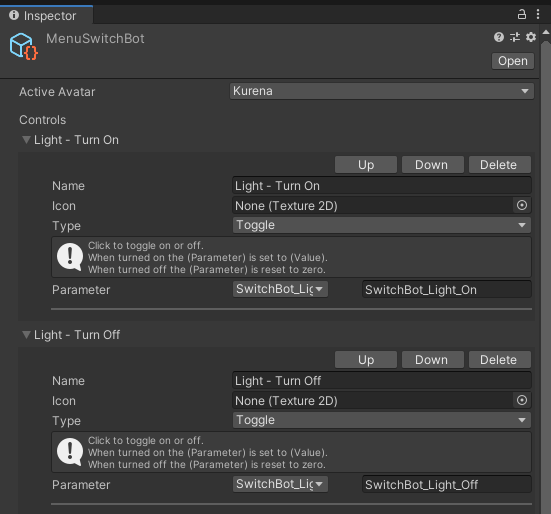 Inspector
MenuSwitchBot
Open
Active Avatar Kurena
Controls
Light - Turn On
Up Down Delete
Name Light - Turn On
Icon None (Texture 2D)
Type Toggle
Click to toggle on or off.
When turned on the (Parameter) is set to (Value).
When turned off the (Parameter) is reset to zero.
Parameter SwitchBot_Lig SwitchBot_Light_On
Light - Turn Off
Up Down Delete
Name Light - Turn Off
Icon None (Texture 2D)
Type Toggle
Click to toggle on or off.
When turned on the (Parameter) is set to (Value).
When turned off the (Parameter) is reset to zero.
Parameter SwitchBot_Lig SwitchBot_Light_Off